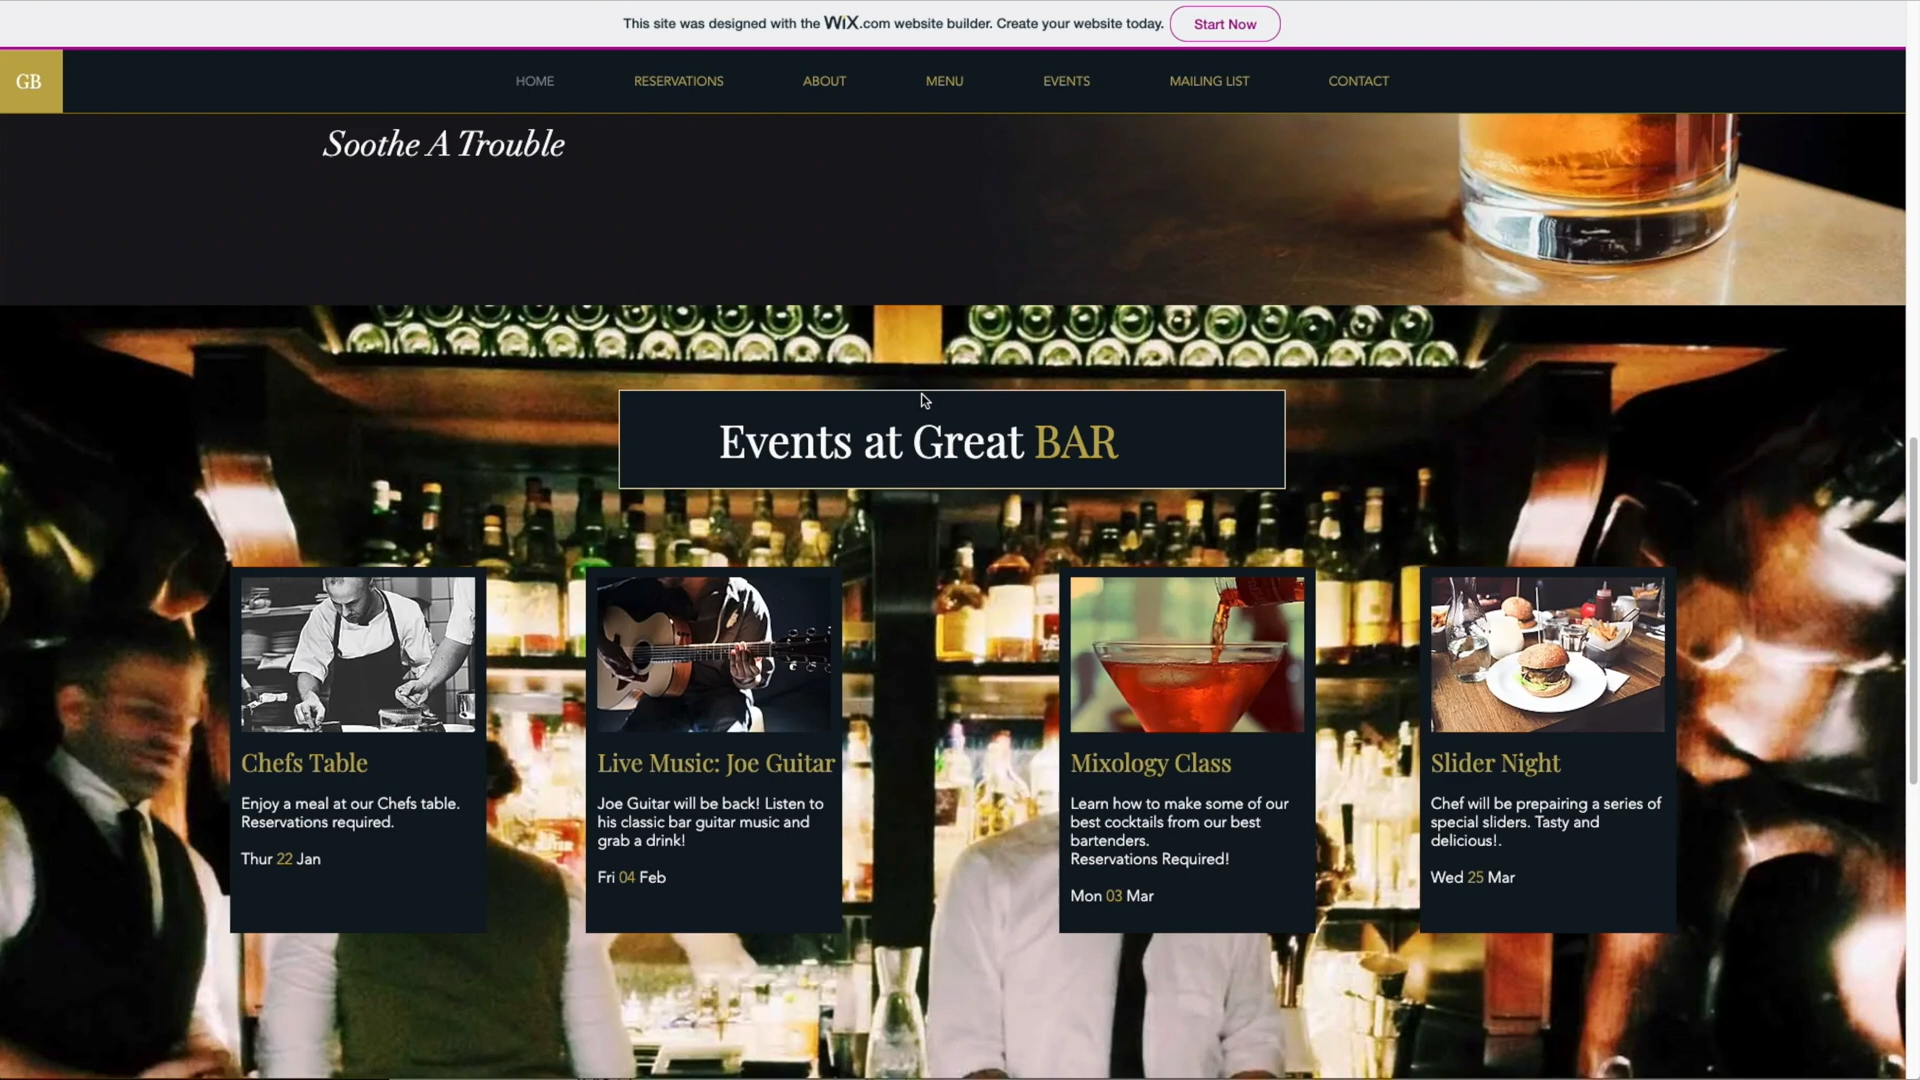 This site was designed with the WiX.com website builder. Create your website today.
Start Now
GB
HOME
RESERVATIONS
ABOUT
MENU
EVENTS
MAILING LIST
CONTACT
Soothe A Trouble
Events at Great BAR
Chefs Table
Enjoy a meal at our Chefs table.
Reservations required.
Thur 22 Jan
Live Music: Joe Guitar
Joe Guitar will be back! Listen to
his classic bar guitar music and
grab a drink!
Fri 04 Feb
Mixology Class
Learn how to make some of our
best cocktails from our best
bartenders.
Reservations Required!
Mon 03 Mar
Slider Night
Chef will be prepairing a series of
special sliders. Tasty and
delicious!.
Wed 25 Mar